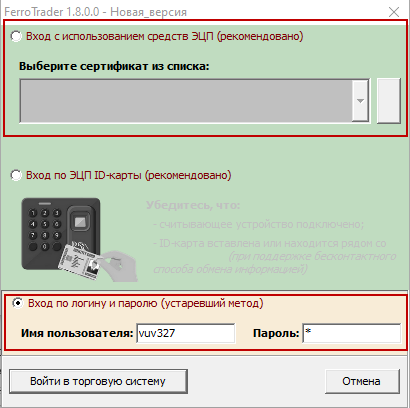 FerroTrader 1.8.0.0 - Новая_версия
Вход с использованием средств ЭЦП (рекомендовано)
Выберите сертификат из списка:
Вход по ЭЦП ID-карты (рекомендовано)
Убедитесь, что:
- считывающее устройство подключено;
- ID-карта вставлена или находится рядом со
(при поддержке бесконтактного
способа обмена информацией)
Вход по логину и паролю (устаревший метод)
Имя пользователя: vuv327 Пароль: *
Войти в торговую систему Отмена